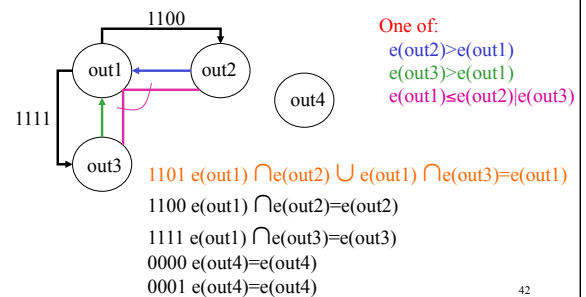 1100
One of:
e(out2)>e(out1)
e(out3)>e(out1)
e(out1)≤e(out2)|e(out3)
out1
out2
out4
1111
out3
1101 e(out1) ⋂e(out2) ⋃ e(out1) ⋂e(out3)=e(out1)
1100 e(out1) ⋂e(out2)=e(out2)
1111 e(out1) ⋂e(out3)=e(out3)
0000 e(out4)=e(out4)
0001 e(out4)=e(out4)
42